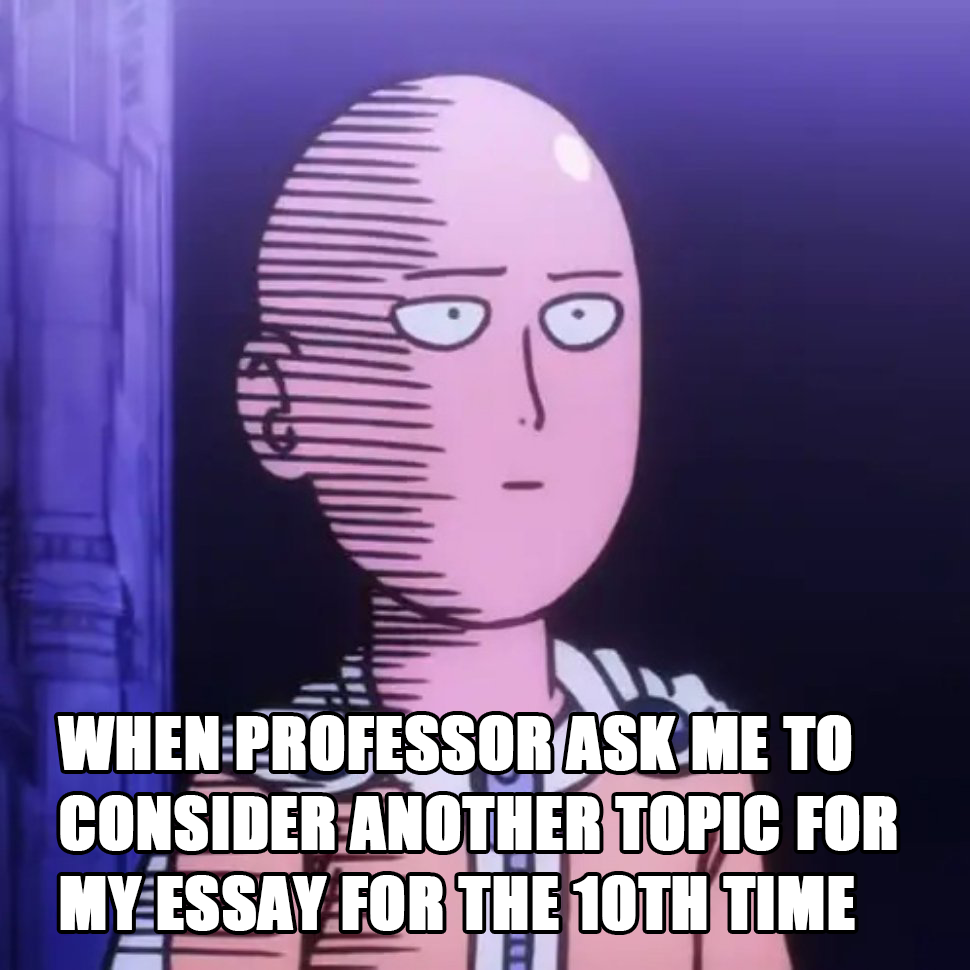 WHEN PROFESSOR ASK ME TO
CONSIDER ANOTHER TOPIC FOR
MY ESSAY FOR THE 10TH TIME